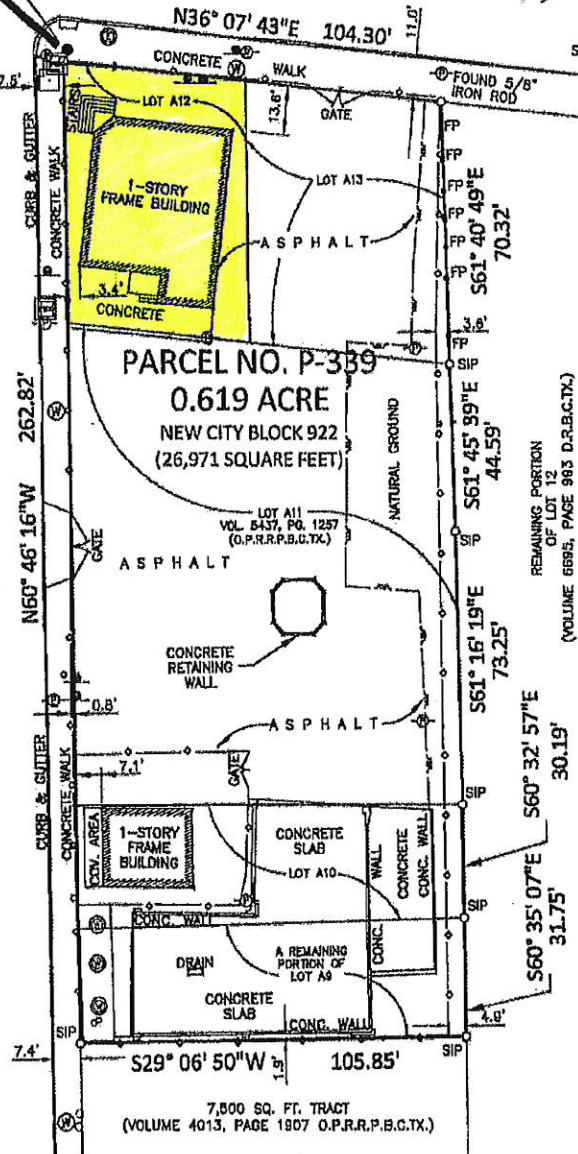 N36° 07' 43"E 104.30'
11.0'
CONCRETE WALK
FOUND 5/8"
IRON ROD
7.5'
LOT A12
STAIRS
13.6'
GATE
FP
FP
FP
FP
FP
FP
CURB & GUTTER
CONCRETE WALK
1-STORY
FRAME BUILDING
LOT A13
S61° 40' 49"E
70.32'
ASPHALT
3.4'
CONCRETE
3.8'
SIP
PARCEL NO. P-339
0.619 ACRE
NEW CITY BLOCK 922
(26,971 SQUARE FEET)
262.82'
N60° 46' 16"W
NATURAL GROUND
S61° 45' 39"E
44.59'
REMAINING PORTION
OF LOT 12
(VOLUME 6695, PAGE 993 D.R.B.C.TX.)
LOT A11
VOL. 5437, PG. 1257
(O.P.R.R.P.B.C.TX.)
SIP
GATE
ASPHALT
S61° 16' 19"E
73.25'
CONCRETE
RETAINING
WALL
0.8'
ASPHALT
CURB & GUTTER
CONCRETE WALK
7.1'
GATE
S60° 32' 57"E
30.19'
SIP
COV. AREA
1-STORY
FRAME
BUILDING
CONCRETE
SLAB
WALL
CONCRETE
CONC. WALL
LOT A10
CONC. WALL
SIP
CONC.
S60° 35' 07"E
31.75'
DRAIN
A REMAINING
PORTION OF
LOT A9
CONCRETE
SLAB
CONC. WALL
4.9'
SIP
SIP
7.4'
S29° 06' 50"W 105.85'
1.9'
7,500 SQ. FT. TRACT
(VOLUME 4013, PAGE 1907 O.P.R.R.P.B.C.TX.)